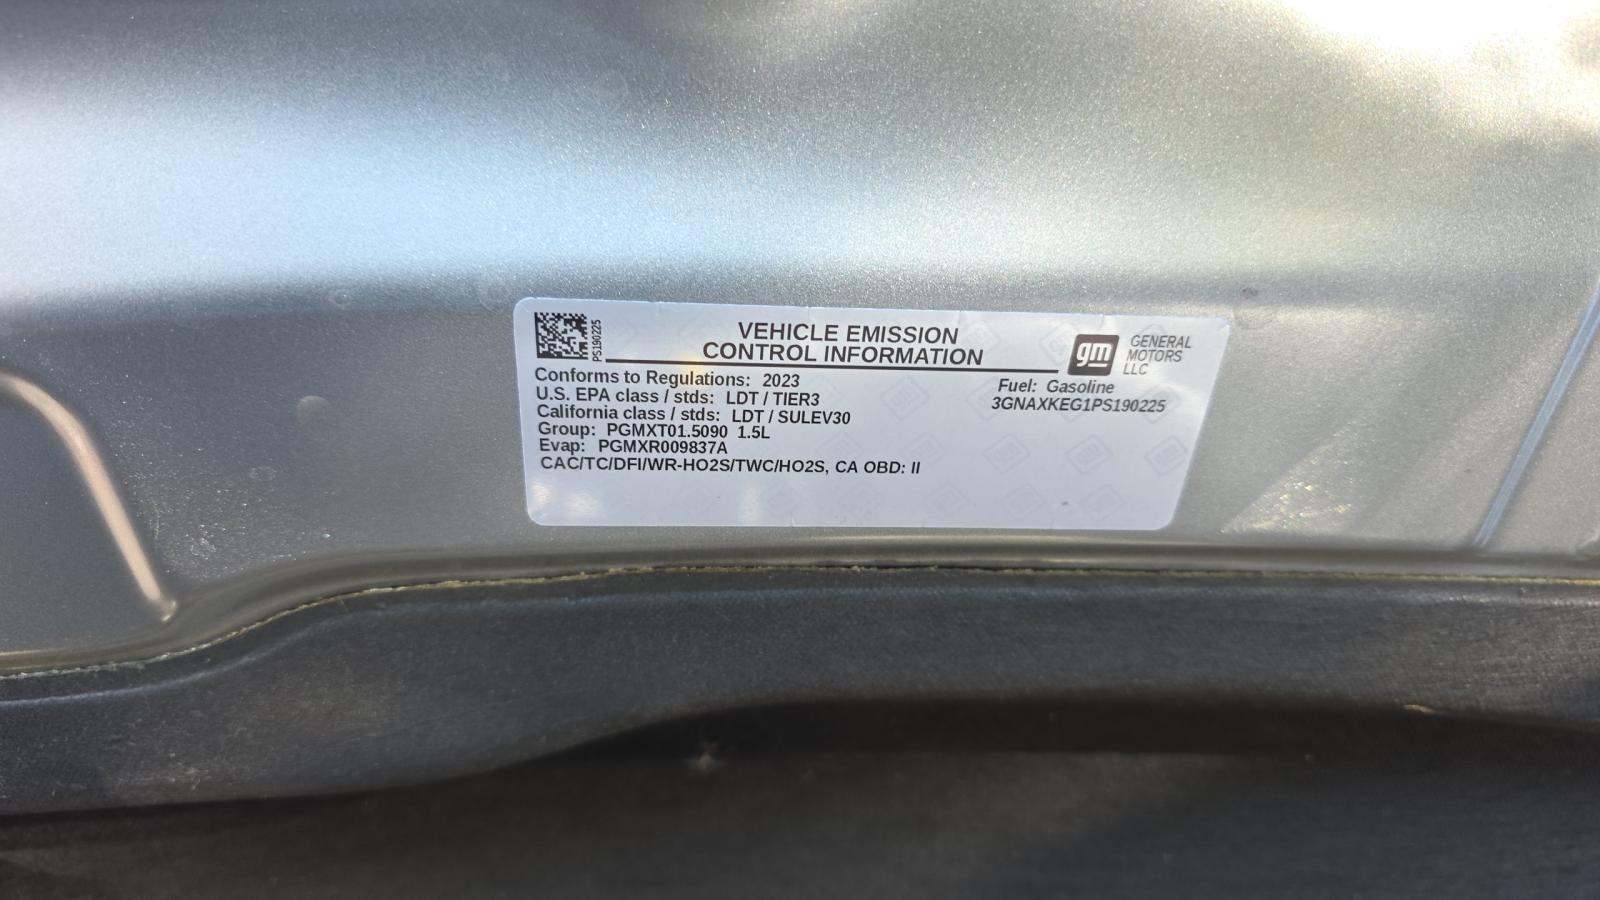 PS190225
VEHICLE EMISSION
CONTROL INFORMATION
gm
GENERAL
MOTORS
LLC
Conforms to Regulations: 2023
U.S. EPA class / stds: LDT / TIER3
California class / stds: LDT / SULEV30
Group: PGMXT01.5090 1.5L
Evap: PGMXR009837A
CAC/TC/DFI/WR-HO2S/TWC/HO2S, CA OBD: II
Fuel: Gasoline
3GNAXKEG1PS190225